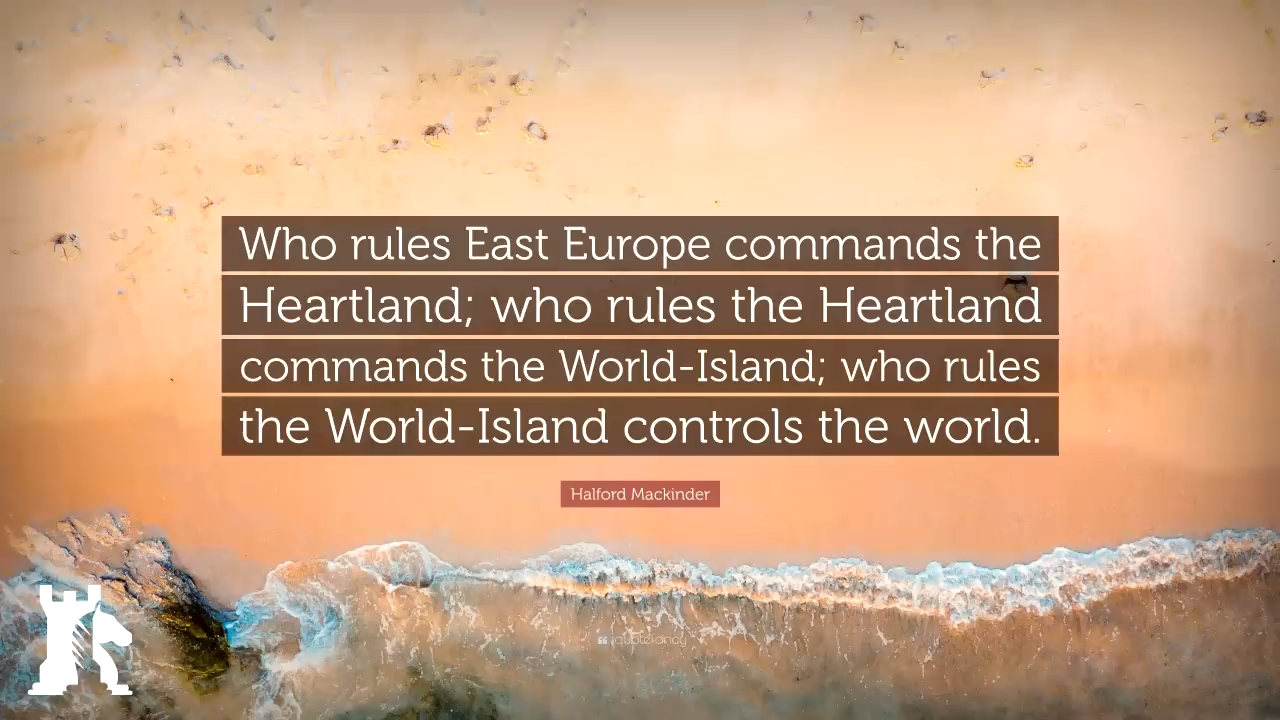 Who rules East Europe commands the
Heartland; who rules the Heartland
commands the World-Island; who rules
the World-Island controls the world.
Halford Mackinder
quotefancy